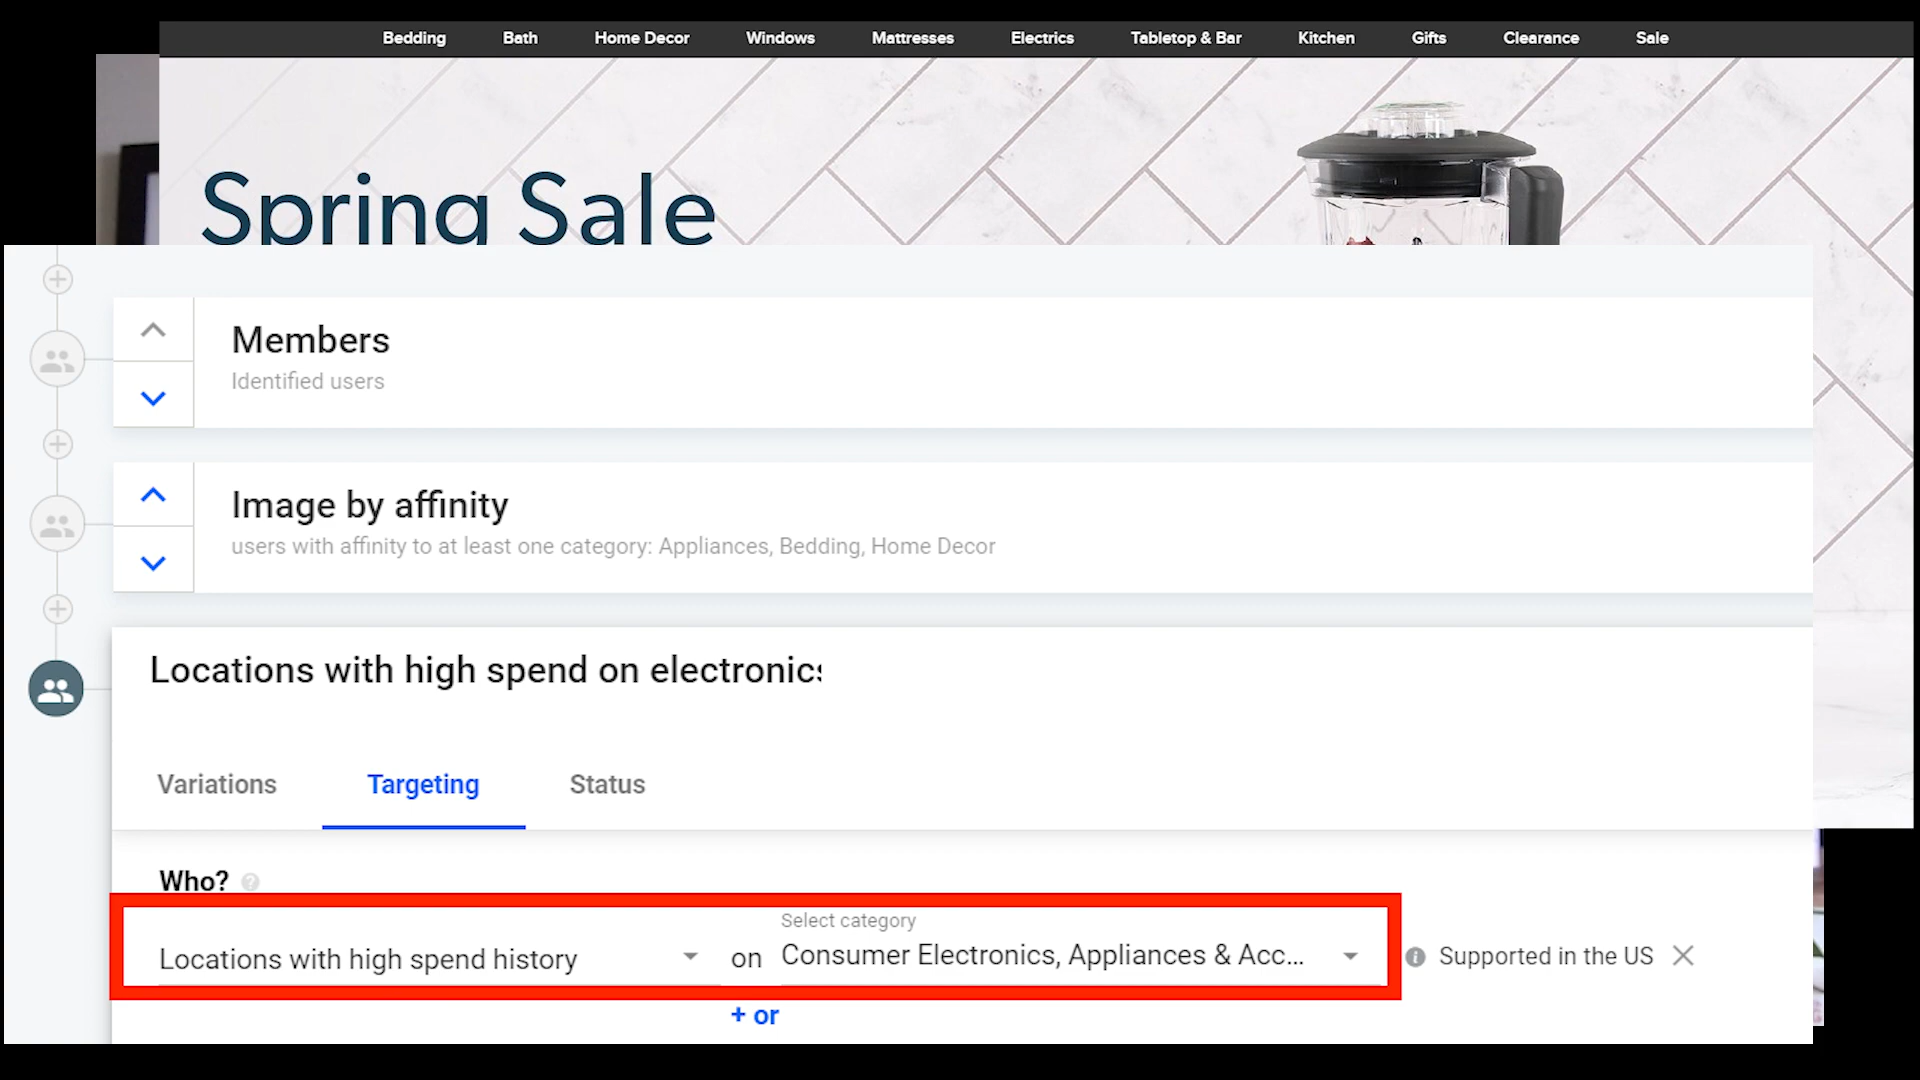 Bedding Bath Home Decor Windows Mattresses Electrics Tabletop & Bar Kitchen Gifts Clearance Sale
Spring Sale
Members
Identified users
Image by affinity
users with affinity to at least one category: Appliances, Bedding, Home Decor
Locations with high spend on electronics
Variations Targeting Status
Who?
Select category
Locations with high spend history on Consumer Electronics, Appliances & Acc... Supported in the US
+ or